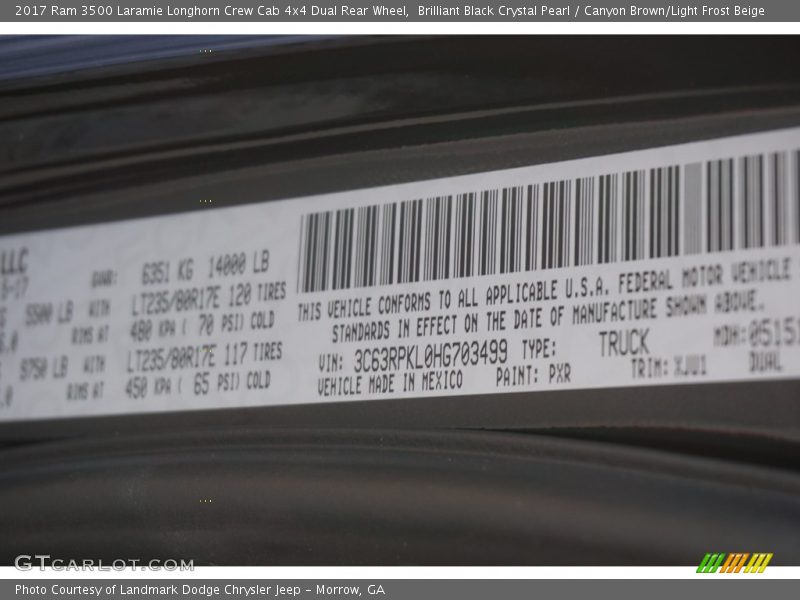 2017 Ram 3500 Laramie Longhorn Crew Cab 4x4 Dual Rear Wheel,  Brilliant Black Crystal Pearl / Canyon Brown/Light Frost Beige
LLC
GVWR: 6351 KG 14000 LB
5500 LB WITH LT235/80R17E 120 TIRES
RIMS AT 480 KPA ( 70 PSI) COLD
9750 LB WITH LT235/80R17E 117 TIRES
RIMS AT 450 KPA ( 65 PSI) COLD
THIS VEHICLE CONFORMS TO ALL APPLICABLE U.S.A. FEDERAL MOTOR VEHICLE
STANDARDS IN EFFECT ON THE DATE OF MANUFACTURE SHOWN ABOVE.
VIN: 3C63RPKL0HG703499 TYPE: TRUCK MDH: 05151
VEHICLE MADE IN MEXICO PAINT: PXR TRIM: XJU1 DUAL
GTCARLOT.COM
Photo Courtesy of Landmark Dodge Chrysler Jeep – Morrow, GA